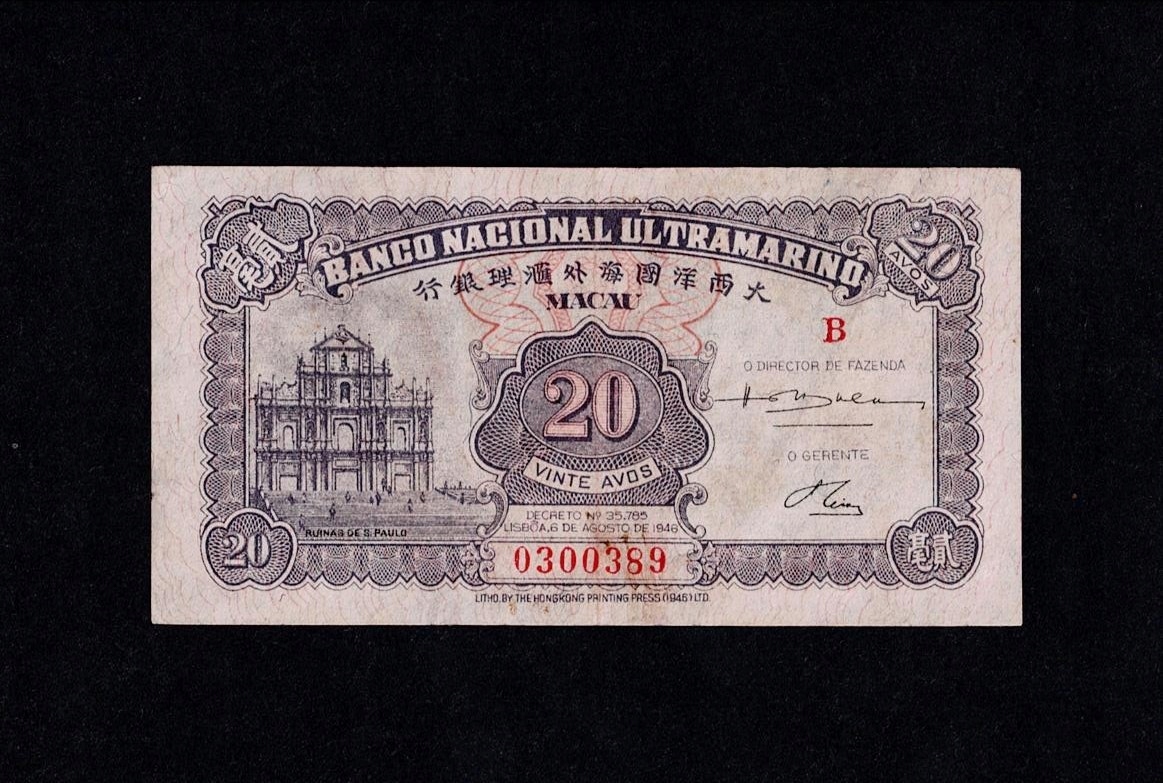 BANCO NACIONAL ULTRAMARINO
貳毫
20
AVOS
大西洋國海外滙理銀行
MACAU
B
O DIRECTOR DE FAZENDA
20
VINTE AVOS
O GERENTE
DECRETO Nº 35.785
LISBÔA, 6 DE AGOSTO DE 1946
RUINAS DE S. PAULO
20
0300389
貳毫
LITHO. BY THE HONGKONG PRINTING PRESS (1946) LTD.